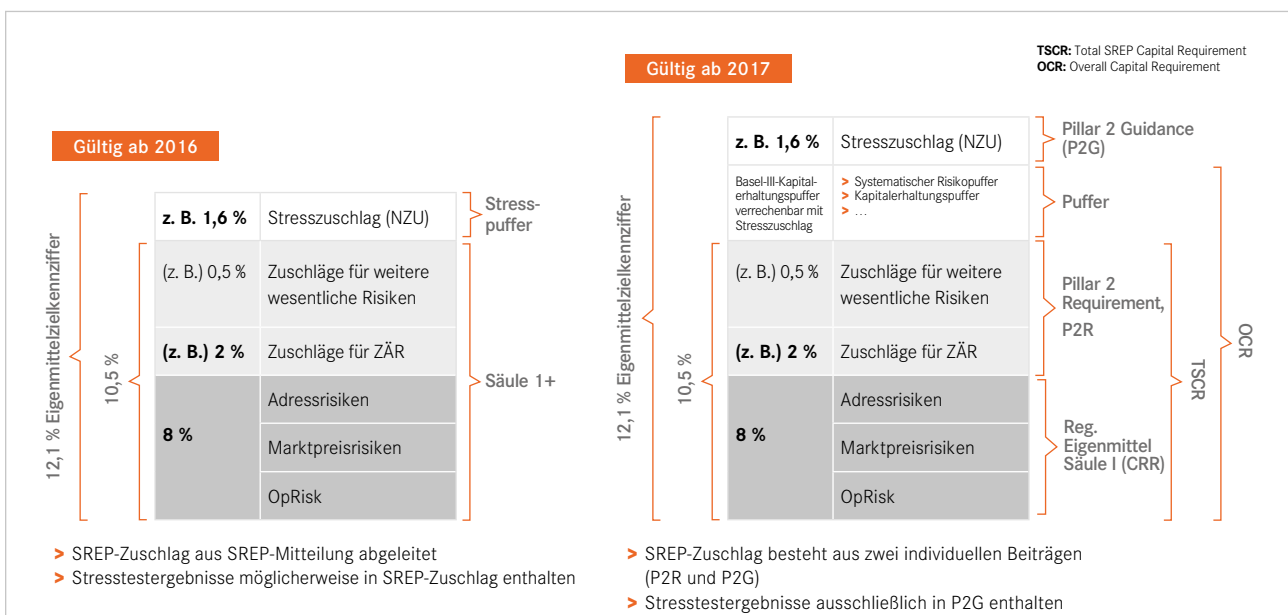 TSCR: Total SREP Capital Requirement
OCR: Overall Capital Requirement
Gültig ab 2016
12,1 % Eigenmittelzielkennziffer
10,5 %
z. B. 1,6 %
Stresszuschlag (NZU)
Stress-
puffer
(z. B.) 0,5 %
Zuschläge für weitere
wesentliche Risiken
(z. B.) 2 %
Zuschläge für ZÄR
8 %
Adressrisiken
Marktpreisrisiken
OpRisk
Säule 1+
> SREP-Zuschlag aus SREP-Mitteilung abgeleitet
> Stresstestergebnisse möglicherweise in SREP-Zuschlag enthalten
Gültig ab 2017
12,1 % Eigenmittelzielkennziffer
10,5 %
z. B. 1,6 %
Stresszuschlag (NZU)
Pillar 2 Guidance
(P2G)
Basel-III-Kapital-
erhaltungspuffer
verrechenbar mit
Stresszuschlag
> Systematischer Risikopuffer
> Kapitalerhaltungspuffer
> ...
Puffer
(z. B.) 0,5 %
Zuschläge für weitere
wesentliche Risiken
(z. B.) 2 %
Zuschläge für ZÄR
Pillar 2
Requirement,
P2R
8 %
Adressrisiken
Marktpreisrisiken
OpRisk
Reg.
Eigenmittel
Säule I (CRR)
TSCR
OCR
> SREP-Zuschlag besteht aus zwei individuellen Beiträgen
(P2R und P2G)
> Stresstestergebnisse ausschließlich in P2G enthalten